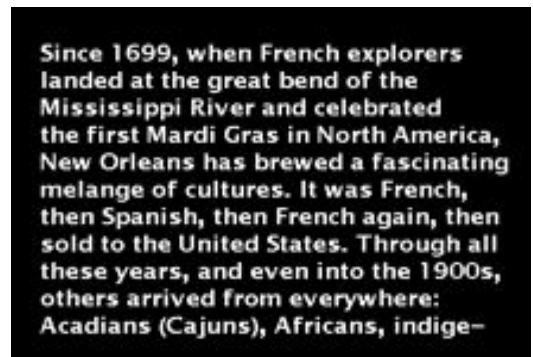 Since 1699, when French explorers
landed at the great bend of the
Mississippi River and celebrated
the first Mardi Gras in North America,
New Orleans has brewed a fascinating
melange of cultures. It was French,
then Spanish, then French again, then
sold to the United States. Through all
these years, and even into the 1900s,
others arrived from everywhere:
Acadians (Cajuns), Africans, indige–